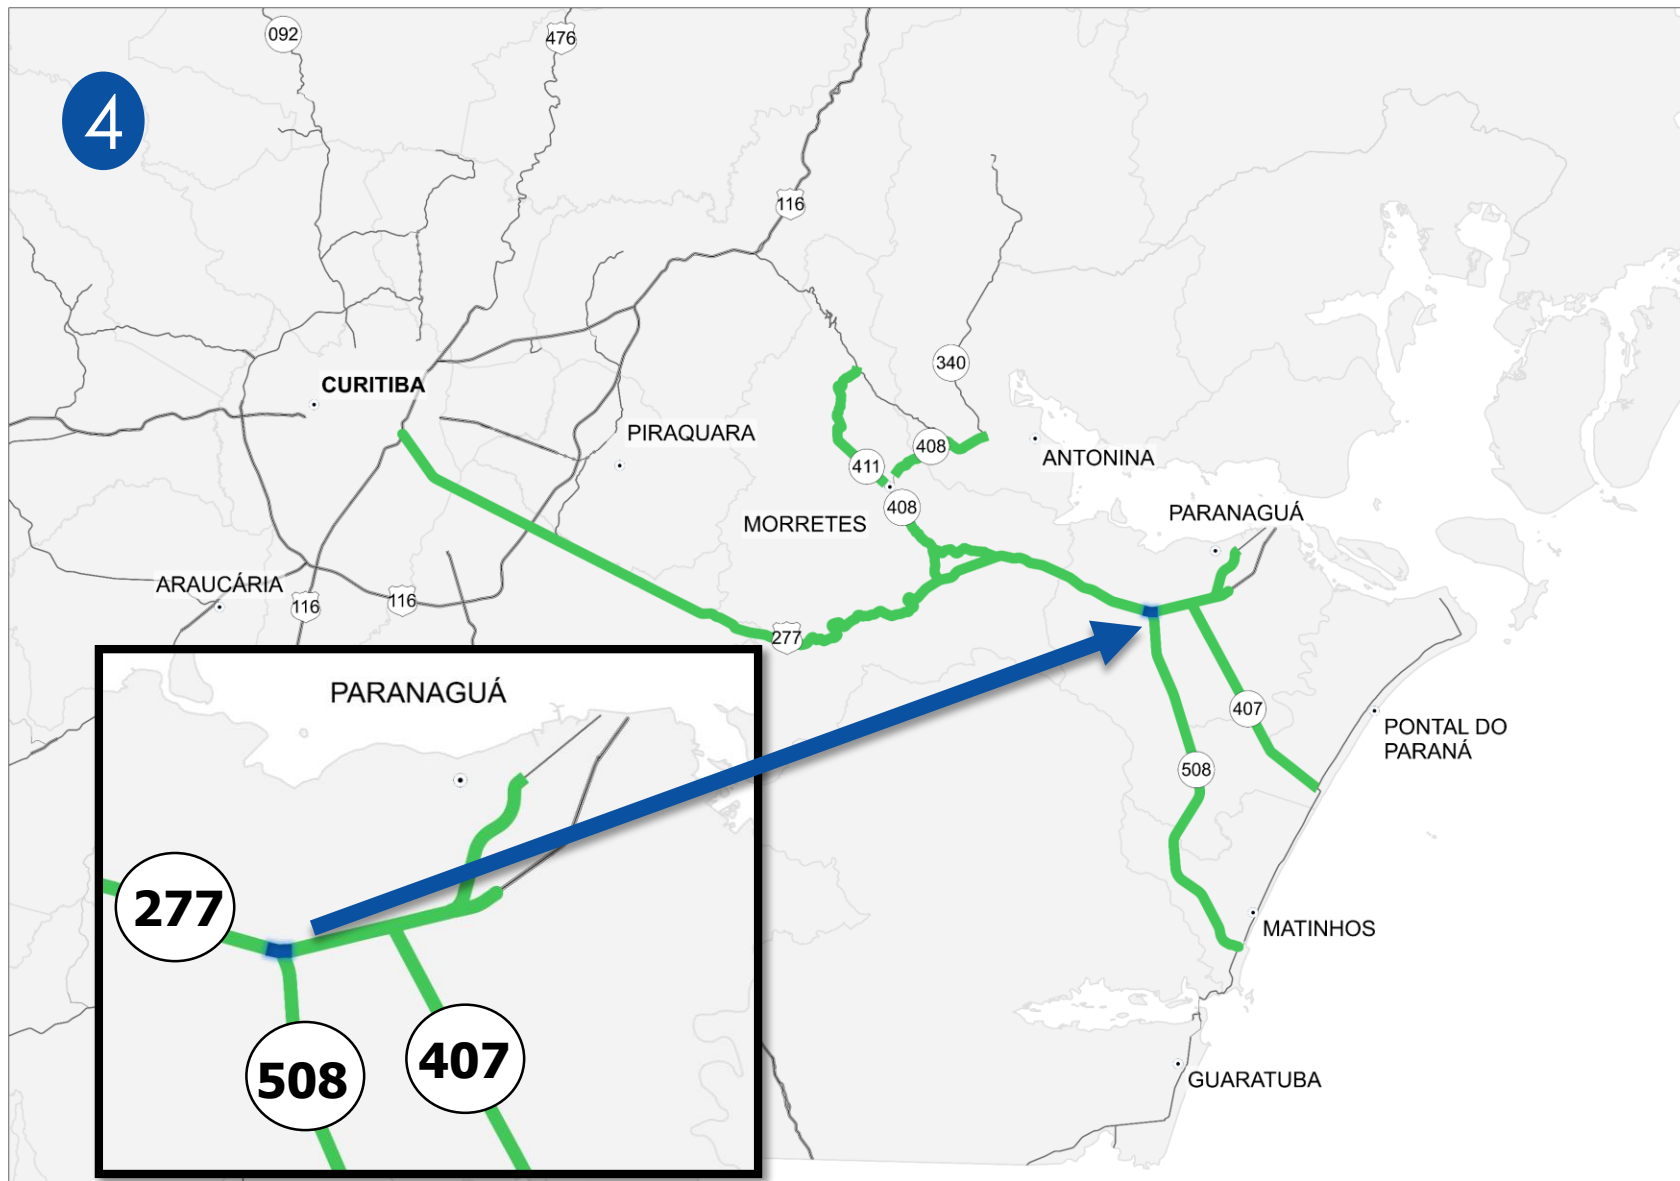 092
476
4
116
340
CURITIBA
PIRAQUARA
408
ANTONINA
411
408
MORRETES
PARANAGUÁ
ARAUCÁRIA
116
116
277
PARANAGUÁ
407
PONTAL DO
PARANÁ
508
277
MATINHOS
508
407
GUARATUBA